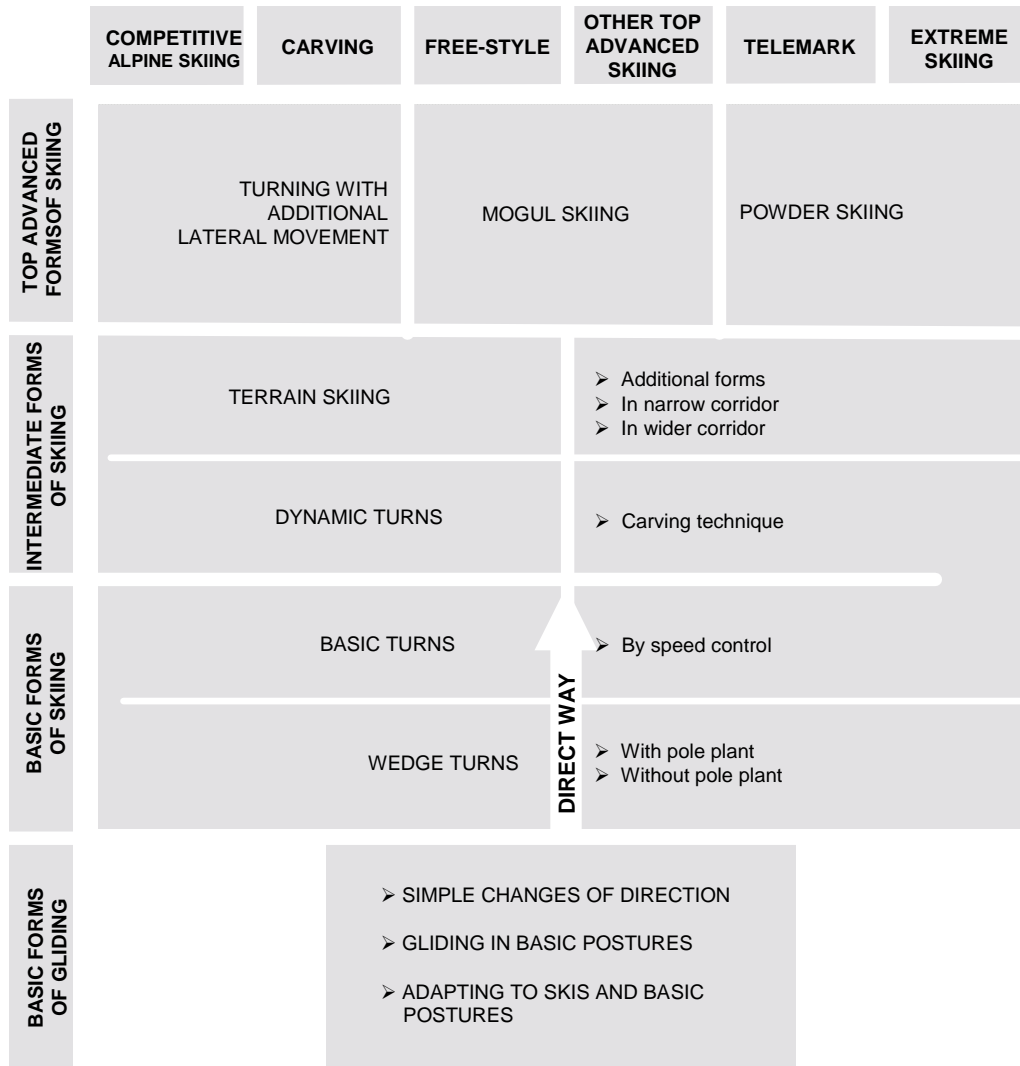 COMPETITIVE
ALPINE SKIING
CARVING
FREE-STYLE
OTHER TOP
ADVANCED
SKIING
TELEMARK
EXTREME
SKIING
TOP ADVANCED
FORMSOF SKIING
TURNING WITH
ADDITIONAL
LATERAL MOVEMENT
MOGUL SKIING
POWDER SKIING
INTERMEDIATE FORMS
OF SKIING
TERRAIN SKIING
➢ Additional forms
➢ In narrow corridor
➢ In wider corridor
DYNAMIC TURNS
➢ Carving technique
BASIC FORMS
OF SKIING
BASIC TURNS
➢ By speed control
DIRECT WAY
WEDGE TURNS
➢ With pole plant
➢ Without pole plant
BASIC FORMS
OF GLIDING
➢ SIMPLE CHANGES OF DIRECTION
➢ GLIDING IN BASIC POSTURES
➢ ADAPTING TO SKIS AND BASIC
POSTURES